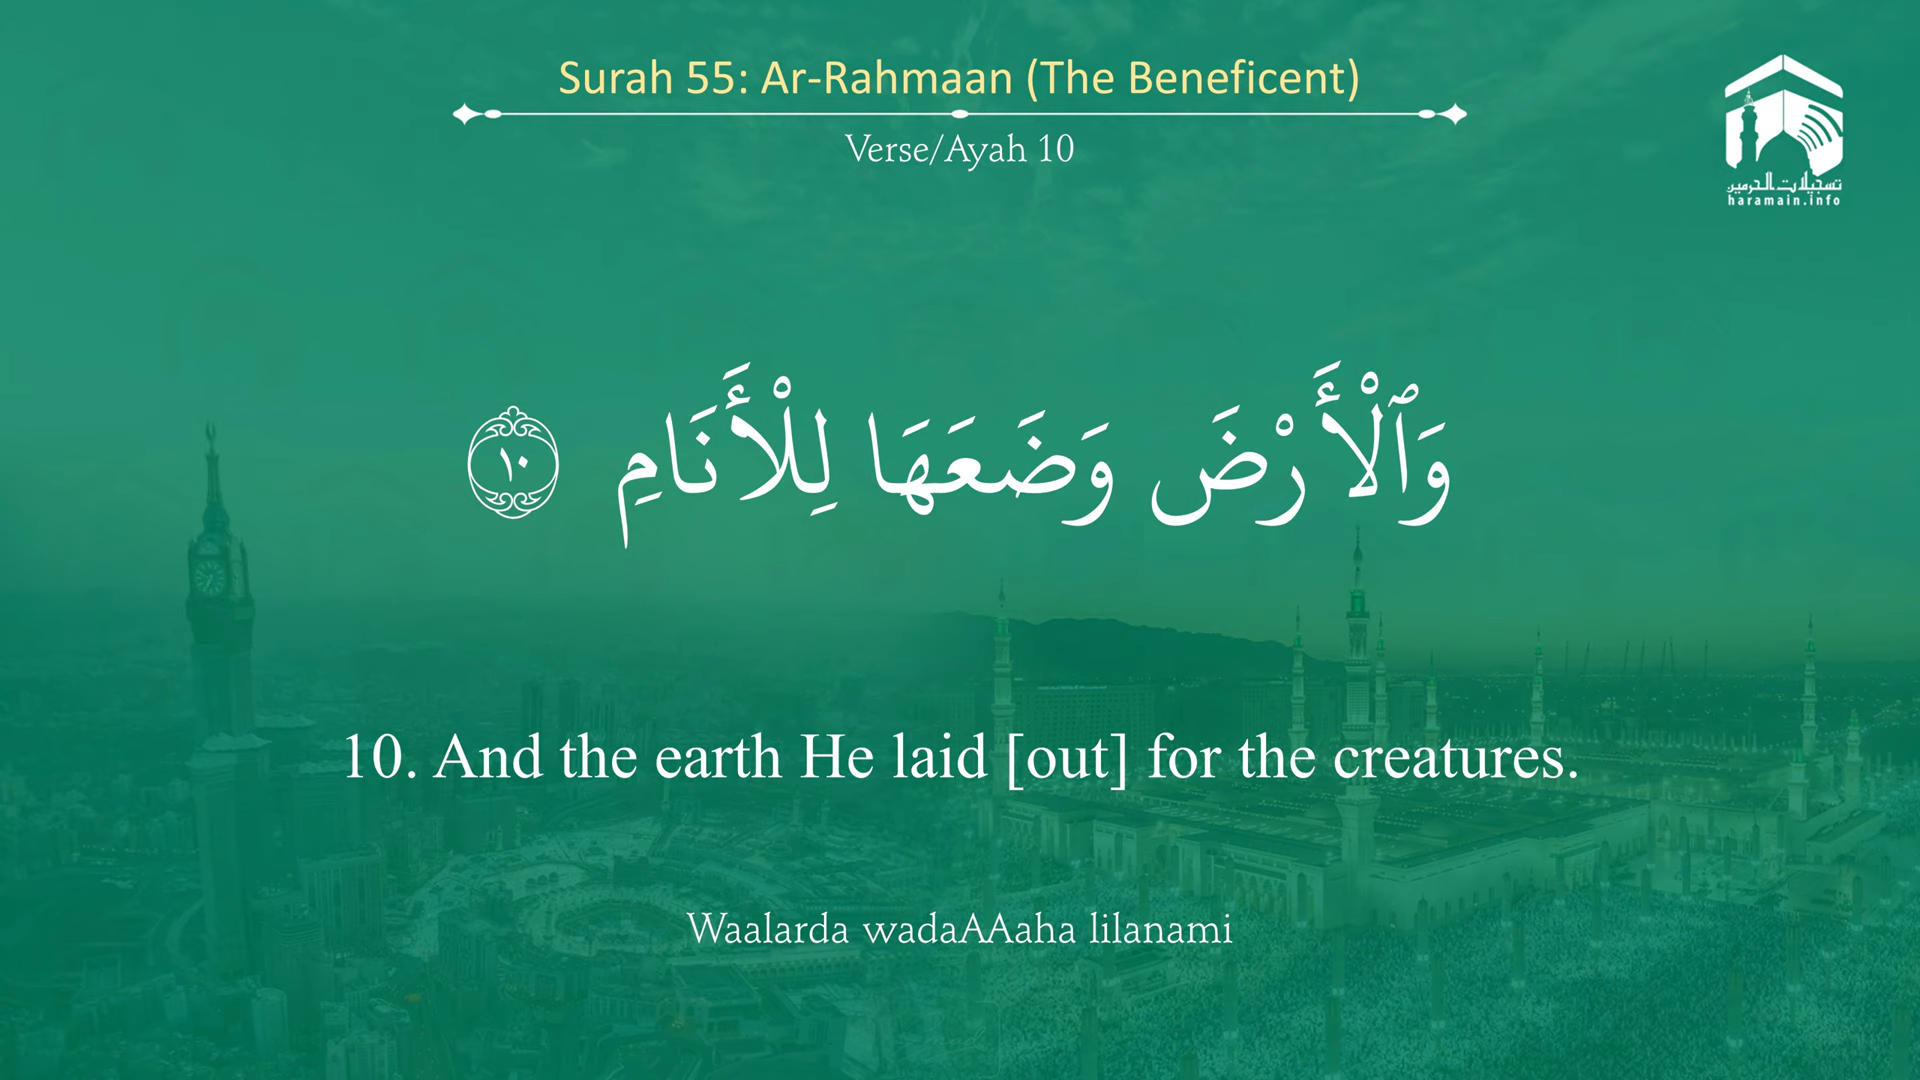 Surah 55: Ar-Rahmaan (The Beneficent)
Verse/Ayah 10
تسجيلات الحرمين
haramain.info
وَٱلْأَرْضَ وَضَعَهَا لِلْأَنَامِ ١٠
10. And the earth He laid [out] for the creatures.
Waalarda wadaAAaha lilanami